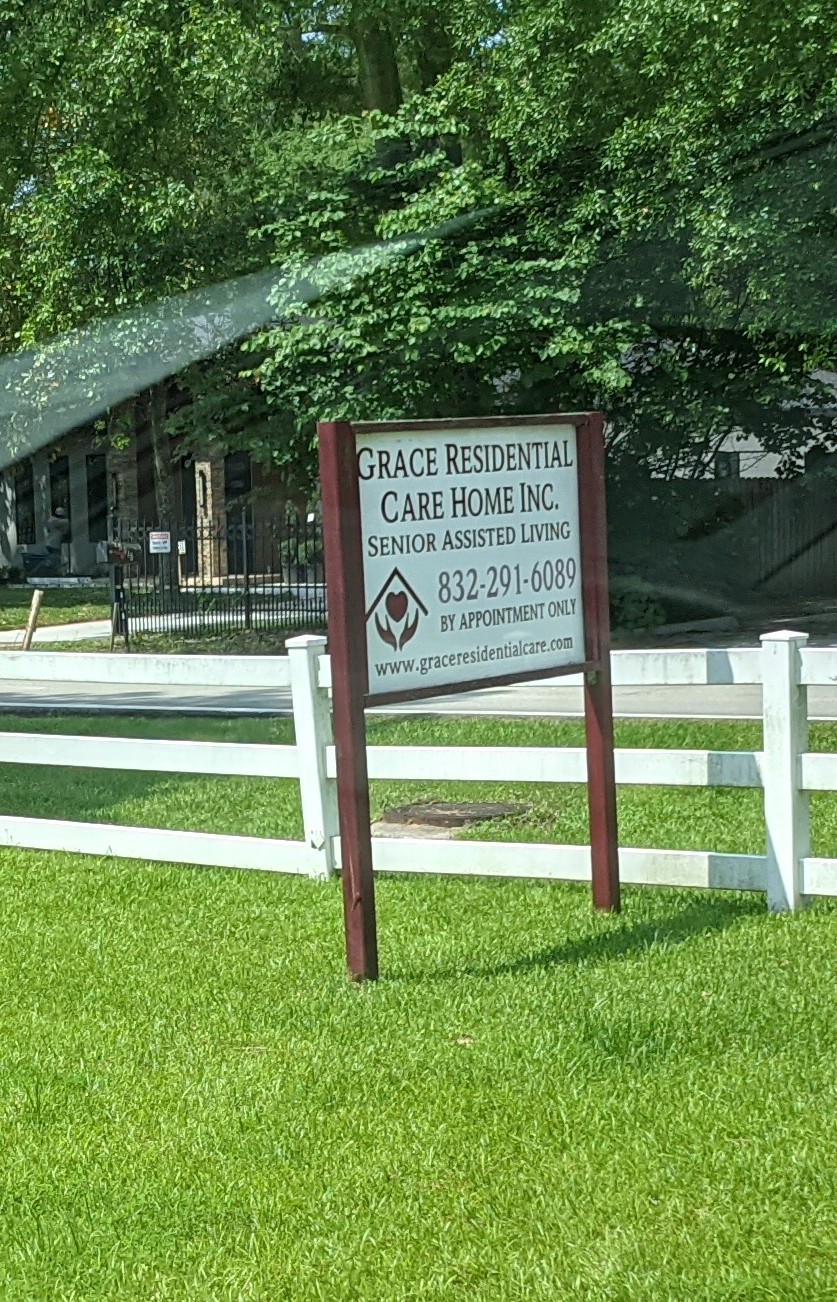 GRACE RESIDENTIAL
CARE HOME INC.
SENIOR ASSISTED LIVING
832-291-6089
BY APPOINTMENT ONLY
www.graceresidentialcare.com